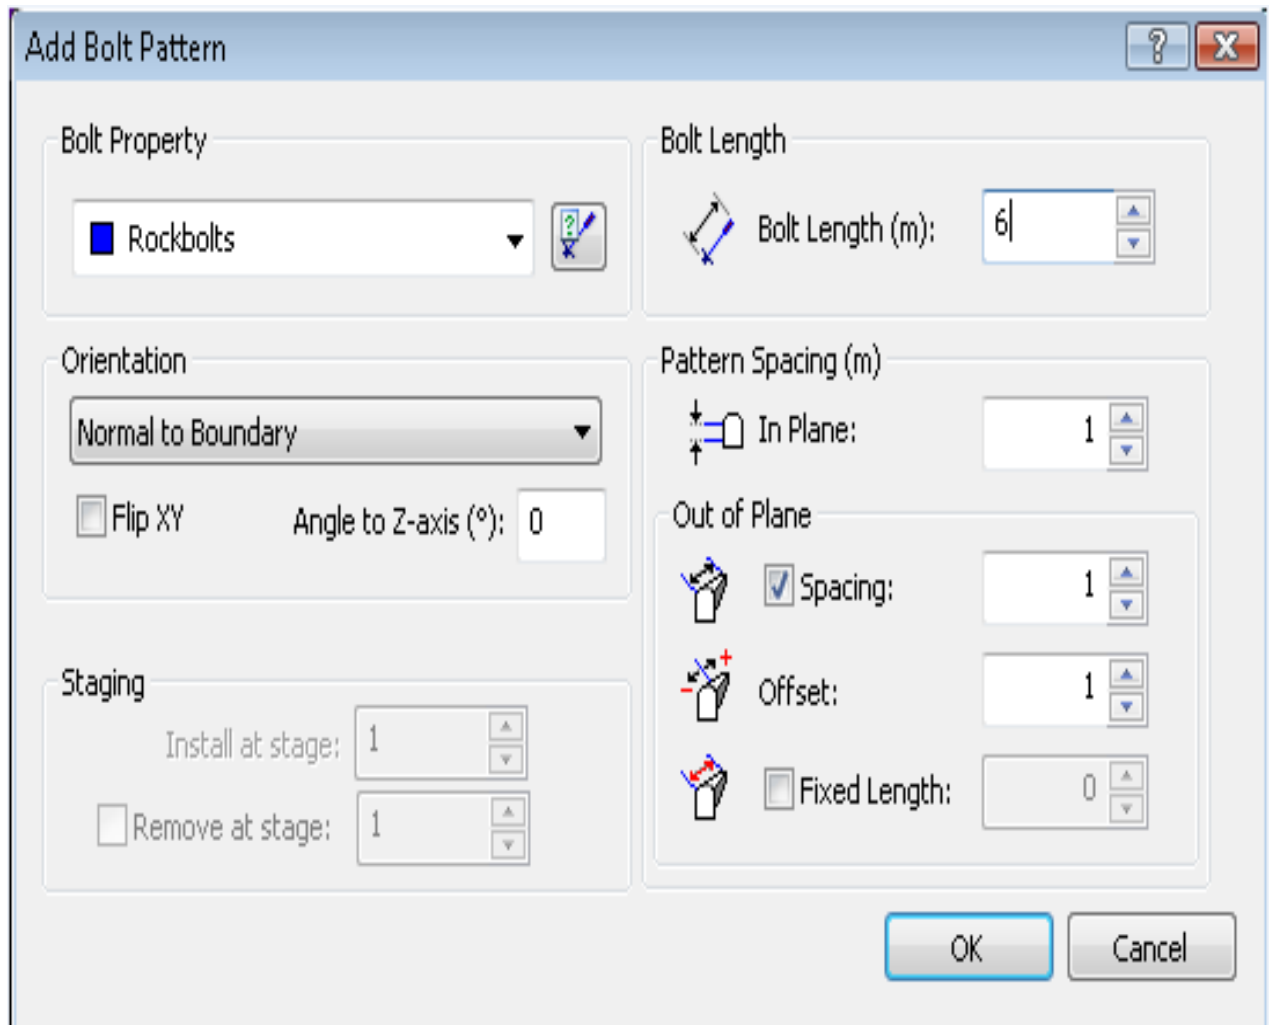 Add Bolt Pattern
Bolt Property
Rockbolts
Bolt Length
Bolt Length (m): 6
Orientation
Normal to Boundary
Flip XY Angle to Z-axis (°): 0
Pattern Spacing (m)
In Plane: 1
Out of Plane
Spacing: 1
Offset: 1
Fixed Length: 0
Staging
Install at stage: 1
Remove at stage: 1
OK Cancel